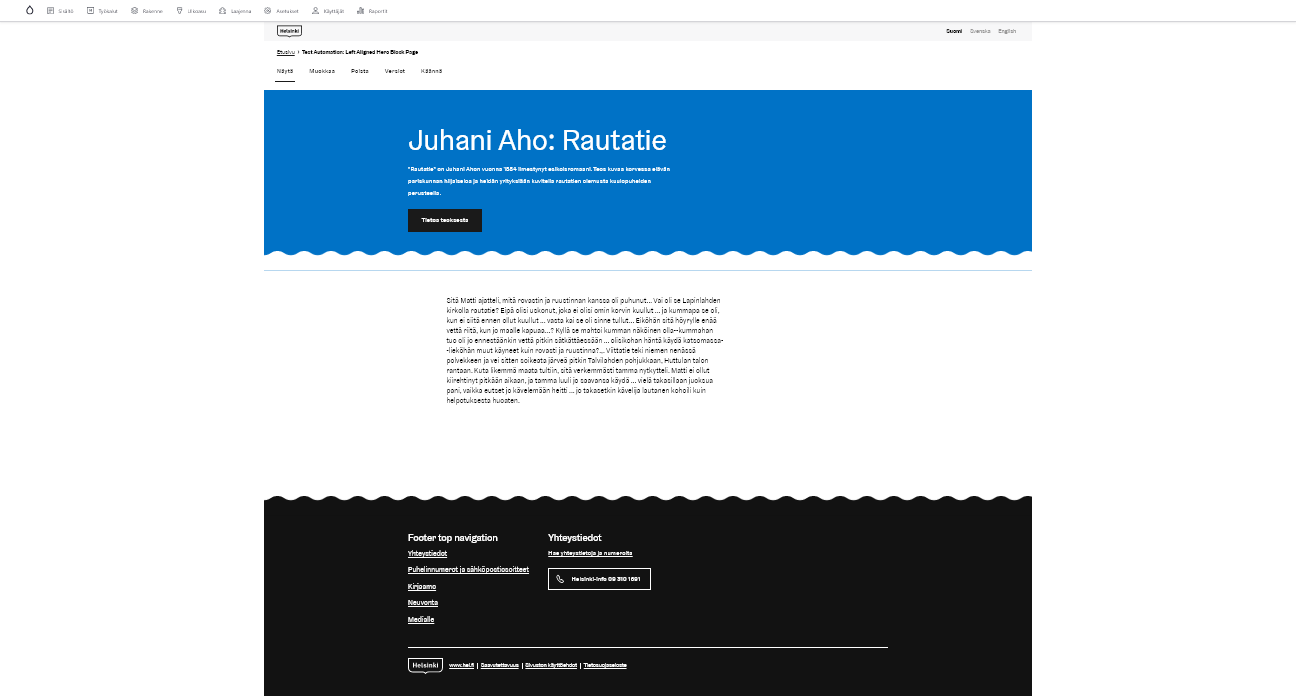 Sisältö Työkalut Rakenne Ulkoasu Laajenna Asetukset Käyttäjät Raportit
Helsinki
Suomi Svenska English
Etusivu › Test Automation: Left Aligned Hero Block Page
Näytä Muokkaa Poista Versiot Käännä
Juhani Aho: Rautatie
"Rautatie" on Juhani Ahon vuonna 1884 ilmestynyt esikoisromaani. Teos kuvaa korvessa elävän
pariskunnan hiljaiseloa ja heidän yrityksiään kuvitella rautatien olemusta kuulopuheiden
perusteella.
Tietoa teoksesta
Sitä Matti ajatteli, mitä rovastin ja ruustinnan kanssa oli puhunut... Vai oli se Lapinlahden
kirkolla rautatie? Eipä olisi uskonut, joka ei olisi omin korvin kuullut ... ja kummapa se oli,
kun ei siitä ennen ollut kuullut ... vasta kai se oli sinne tullut... Eiköhän sitä höyrylle enää
vettä riitä, kun jo maalle kapuaa...? Kyllä se mahtoi kumman näköinen olla--kummahan
tuo oli jo ennestäänkin vettä pitkin sätkättäessään ... olisikohan häntä käydä katsomassa-
-lieköhän muut käyneet kuin rovasti ja ruustinna?... Viittatie teki niemen nenässä
polvekkeen ja vei sitten soikeata järveä pitkin Talvilahden pohjukkaan, Huttulan talon
rantaan. Kuta likemmä maata tultiin, sitä verkemmästi tamma nytkytteli. Matti ei ollut
kiirehtinyt pitkään aikaan, ja tamma luuli jo saavansa käydä ... vielä takasillaan juoksua
pani, vaikka eutset jo kävelemään heitti ... jo takasetkin kävelijä lautanen kohoili kuin
helpotuksesta huoaten.
Footer top navigation
Yhteystiedot
Puhelinnumerot ja sähköpostiosoitteet
Kirjaamo
Neuvonta
Medialle
Yhteystiedot
Hae yhteystietoja ja numeroita
Helsinki-info 09 310 1691
Helsinki www.hel.fi | Saavutettavuus | Sivuston käyttöehdot | Tietosuojaseloste